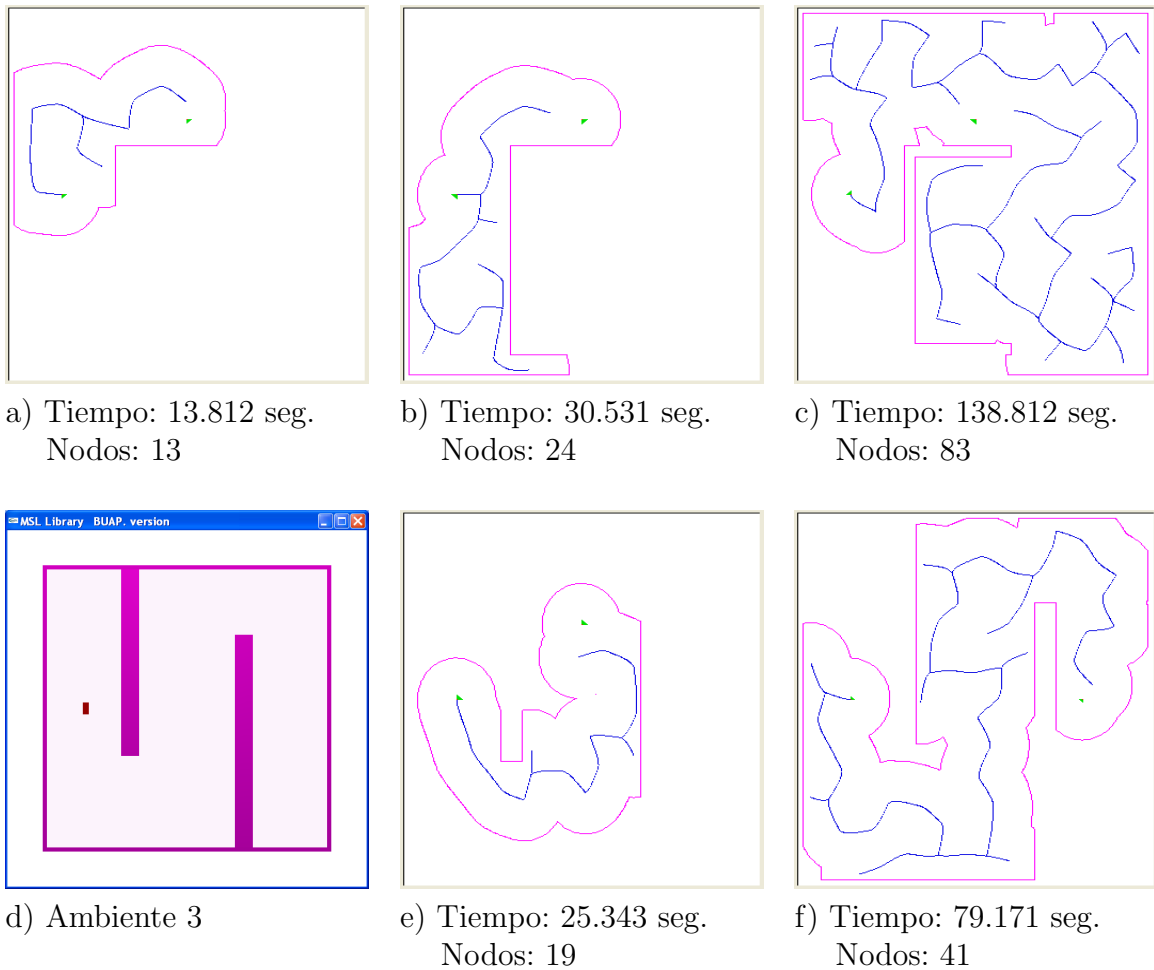 a) Tiempo: 13.812 seg.
Nodos: 13
b) Tiempo: 30.531 seg.
Nodos: 24
c) Tiempo: 138.812 seg.
Nodos: 83
MSL Library BUAP. version
d) Ambiente 3
e) Tiempo: 25.343 seg.
Nodos: 19
f) Tiempo: 79.171 seg.
Nodos: 41